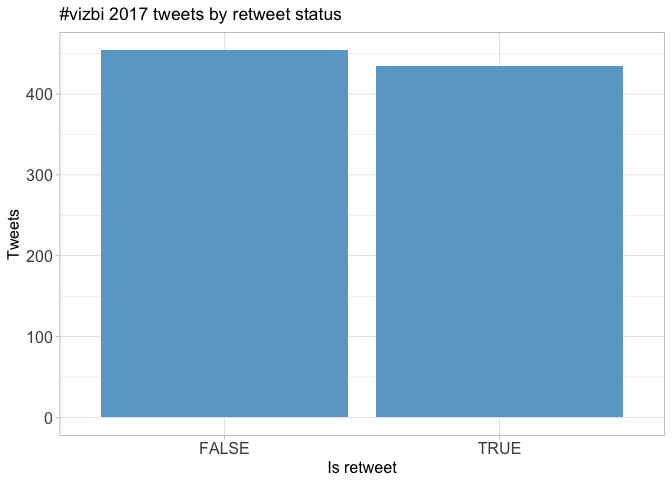 #vizbi 2017 tweets by retweet status
Tweets
400
300
200
100
0
FALSE
TRUE
Is retweet